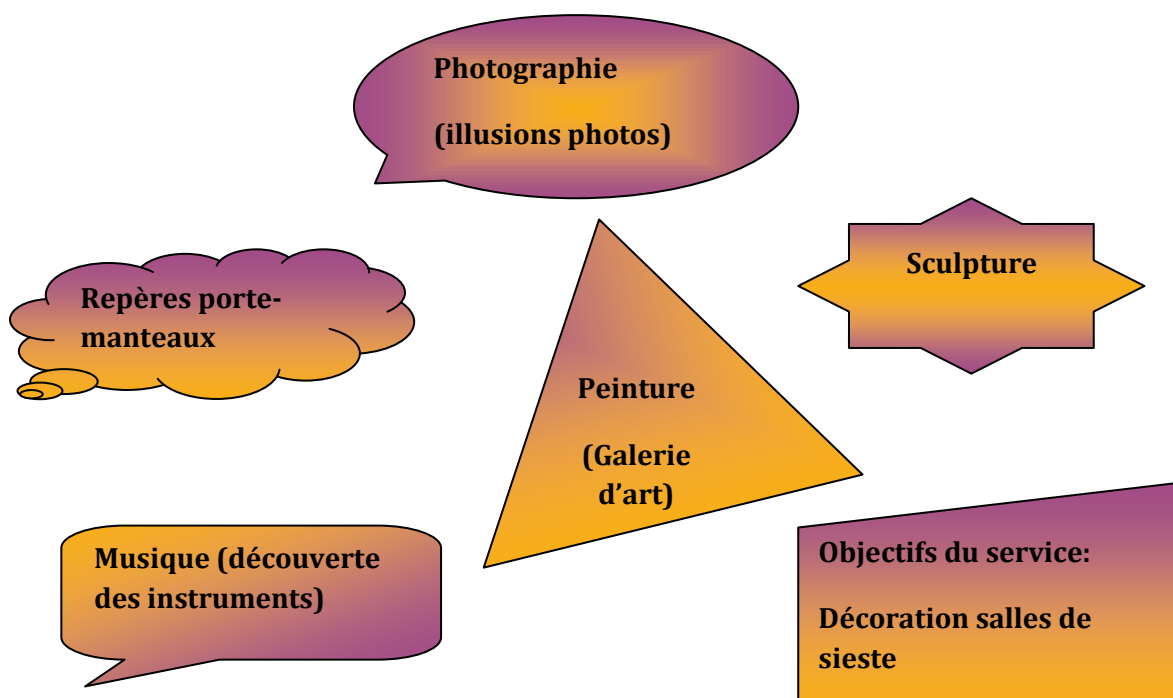 Photographie
(illusions photos)
Sculpture
Repères porte-
manteaux
Peinture
(Galerie
d’art)
Musique (découverte
des instruments)
Objectifs du service:
Décoration salles de
sieste